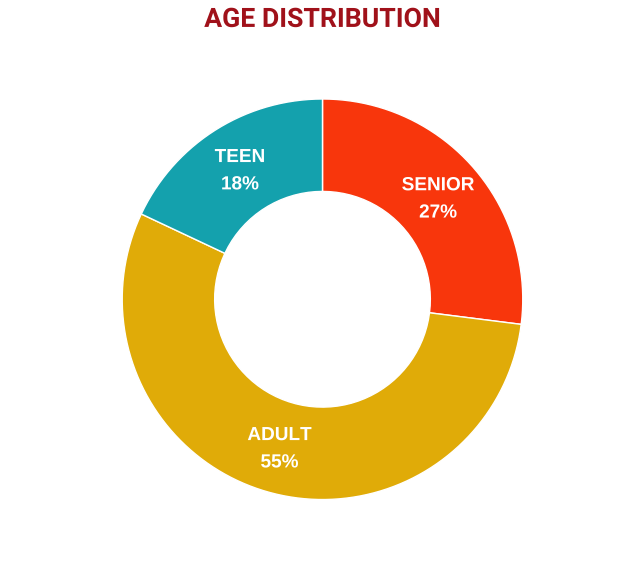 AGE DISTRIBUTION
TEEN
18%
SENIOR
27%
ADULT
55%